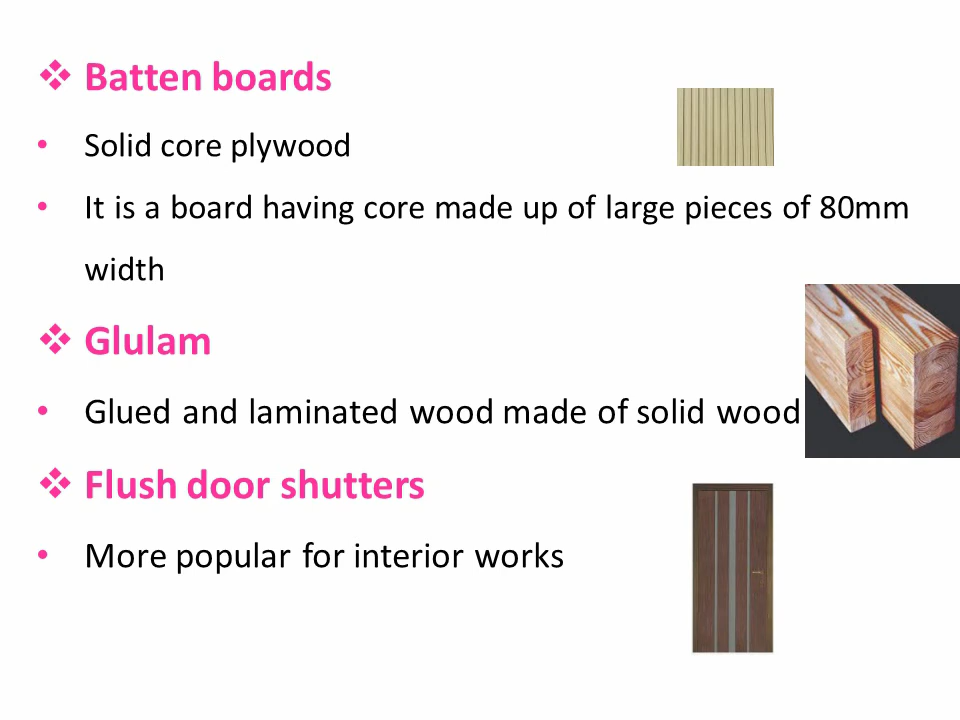 ❖ Batten boards
• Solid core plywood
• It is a board having core made up of large pieces of 80mm
width
❖ Glulam
• Glued and laminated wood made of solid wood
❖ Flush door shutters
• More popular for interior works